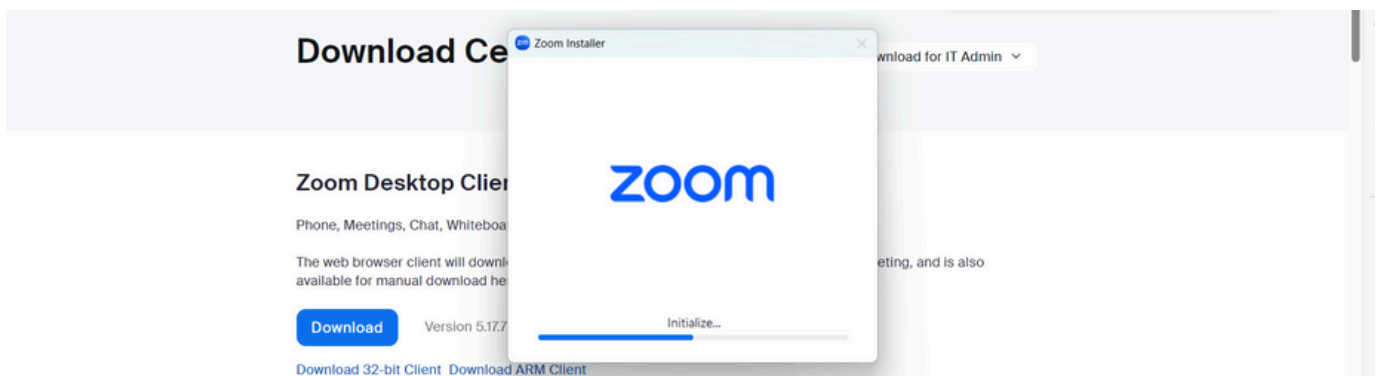 Download Ce
Zoom Installer
wnload for IT Admin
zoom
Zoom Desktop Clien
Phone, Meetings, Chat, Whiteboa
The web browser client will downl
eting, and is also
available for manual download he
Initialize...
Download
Version 5.17.7
Download 32-bit Client Download ARM Client